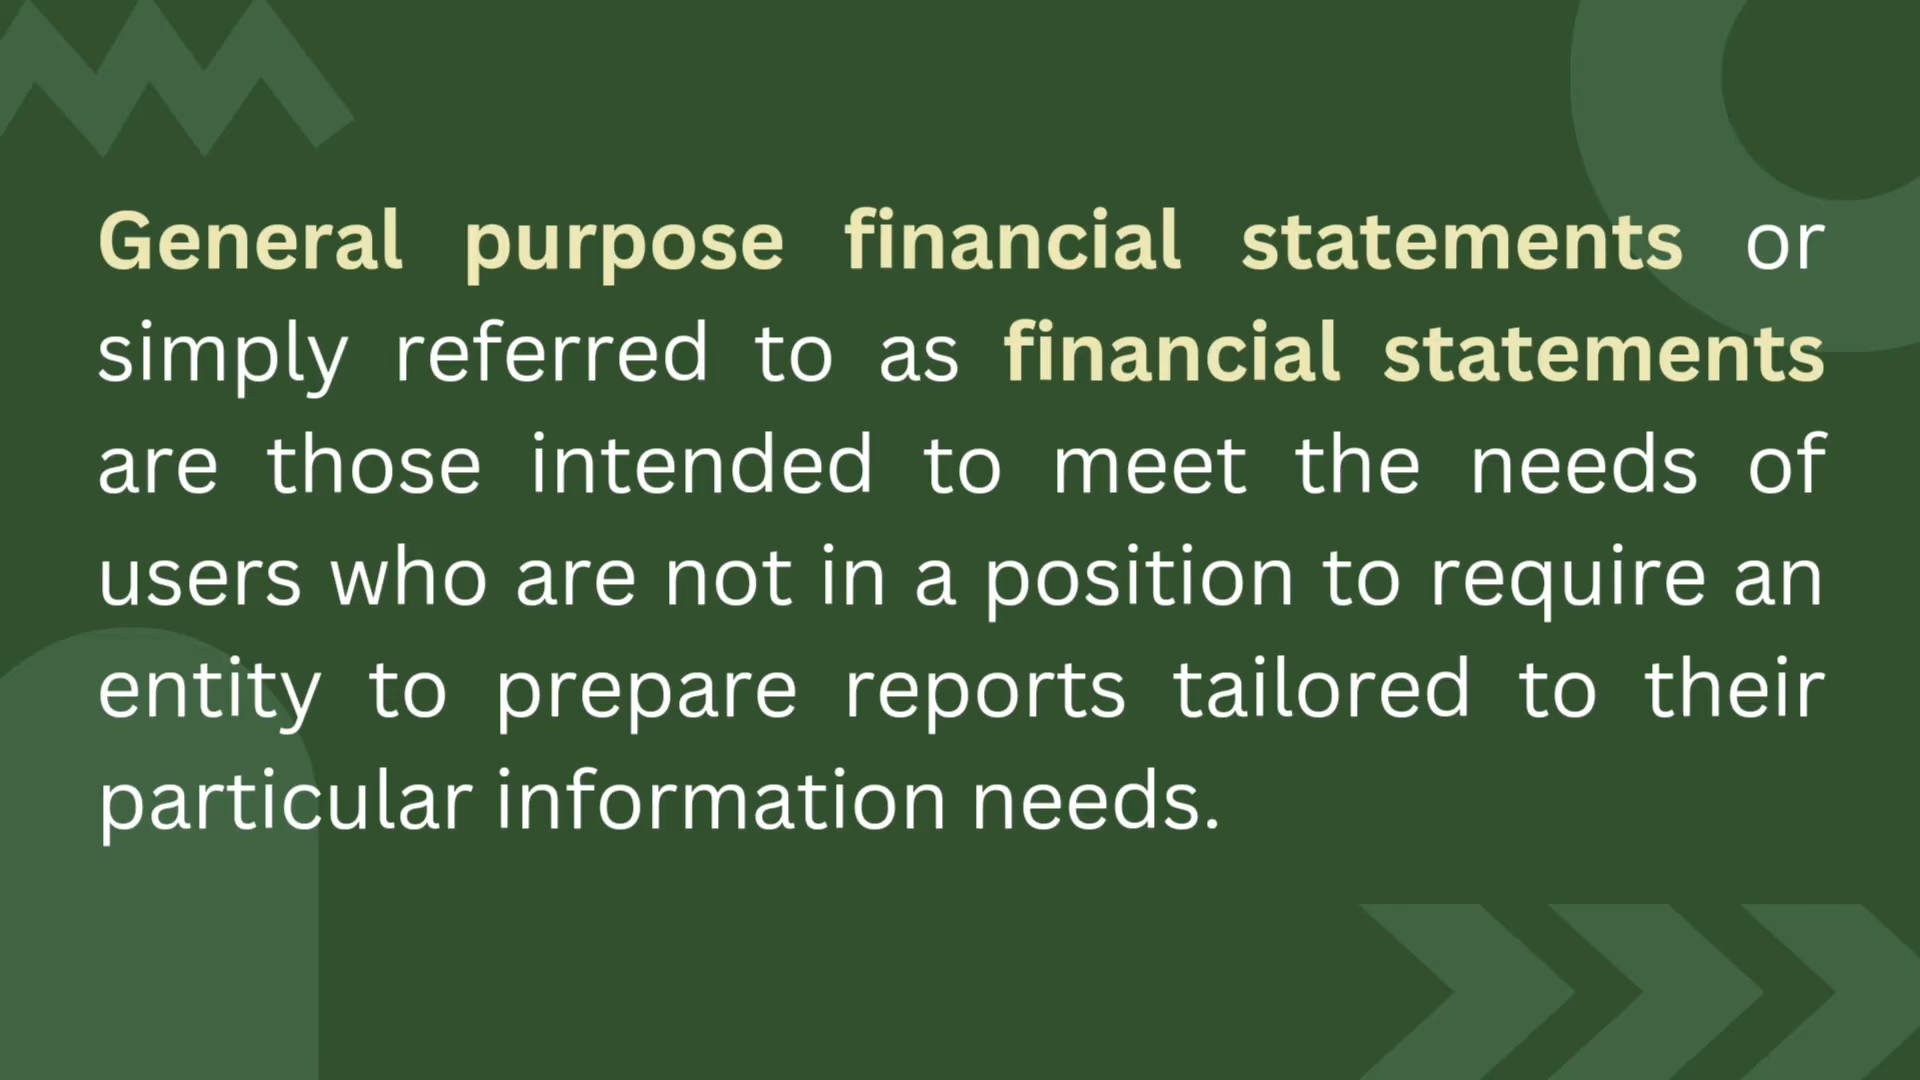 General purpose financial statements or
simply referred to as financial statements
are those intended to meet the needs of
users who are not in a position to require an
entity to prepare reports tailored to their
particular information needs.